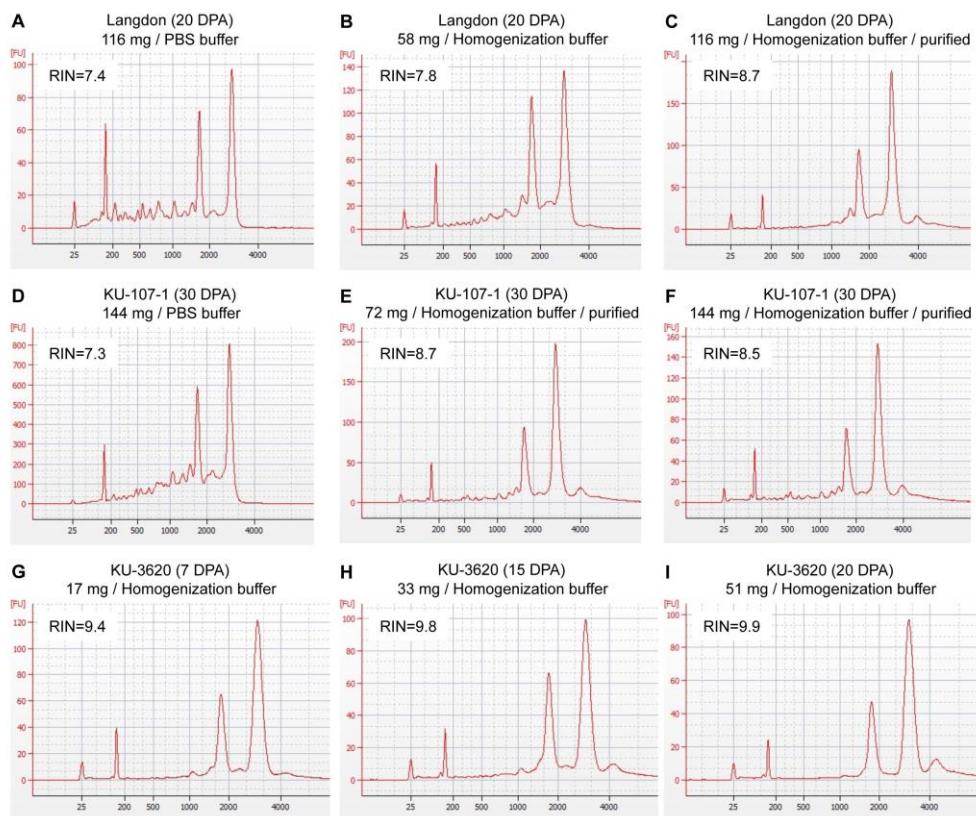 A
Langdon (20 DPA)
116 mg / PBS buffer
[FU]
RIN=7.4
100
80
60
40
20
0
25 200 500 1000 2000 4000
B
Langdon (20 DPA)
58 mg / Homogenization buffer
[FU]
RIN=7.8
140
120
100
80
60
40
20
0
25 200 500 1000 2000 4000
C
Langdon (20 DPA)
116 mg / Homogenization buffer / purified
[FU]
RIN=8.7
150
100
50
0
25 200 500 1000 2000 4000
D
KU-107-1 (30 DPA)
144 mg / PBS buffer
[FU]
RIN=7.3
800
700
600
500
400
300
200
100
0
25 200 500 1000 2000 4000
E
KU-107-1 (30 DPA)
72 mg / Homogenization buffer / purified
[FU]
RIN=8.7
200
150
100
50
0
25 200 500 1000 2000 4000
F
KU-107-1 (30 DPA)
144 mg / Homogenization buffer / purified
[FU]
RIN=8.5
160
140
120
100
80
60
40
20
0
25 200 500 1000 2000 4000
G
KU-3620 (7 DPA)
17 mg / Homogenization buffer
[FU]
RIN=9.4
120
100
80
60
40
20
0
25 200 500 1000 2000 4000
H
KU-3620 (15 DPA)
33 mg / Homogenization buffer
[FU]
RIN=9.8
100
80
60
40
20
0
25 200 500 1000 2000 4000
I
KU-3620 (20 DPA)
51 mg / Homogenization buffer
[FU]
RIN=9.9
100
80
60
40
20
0
25 200 500 1000 2000 4000